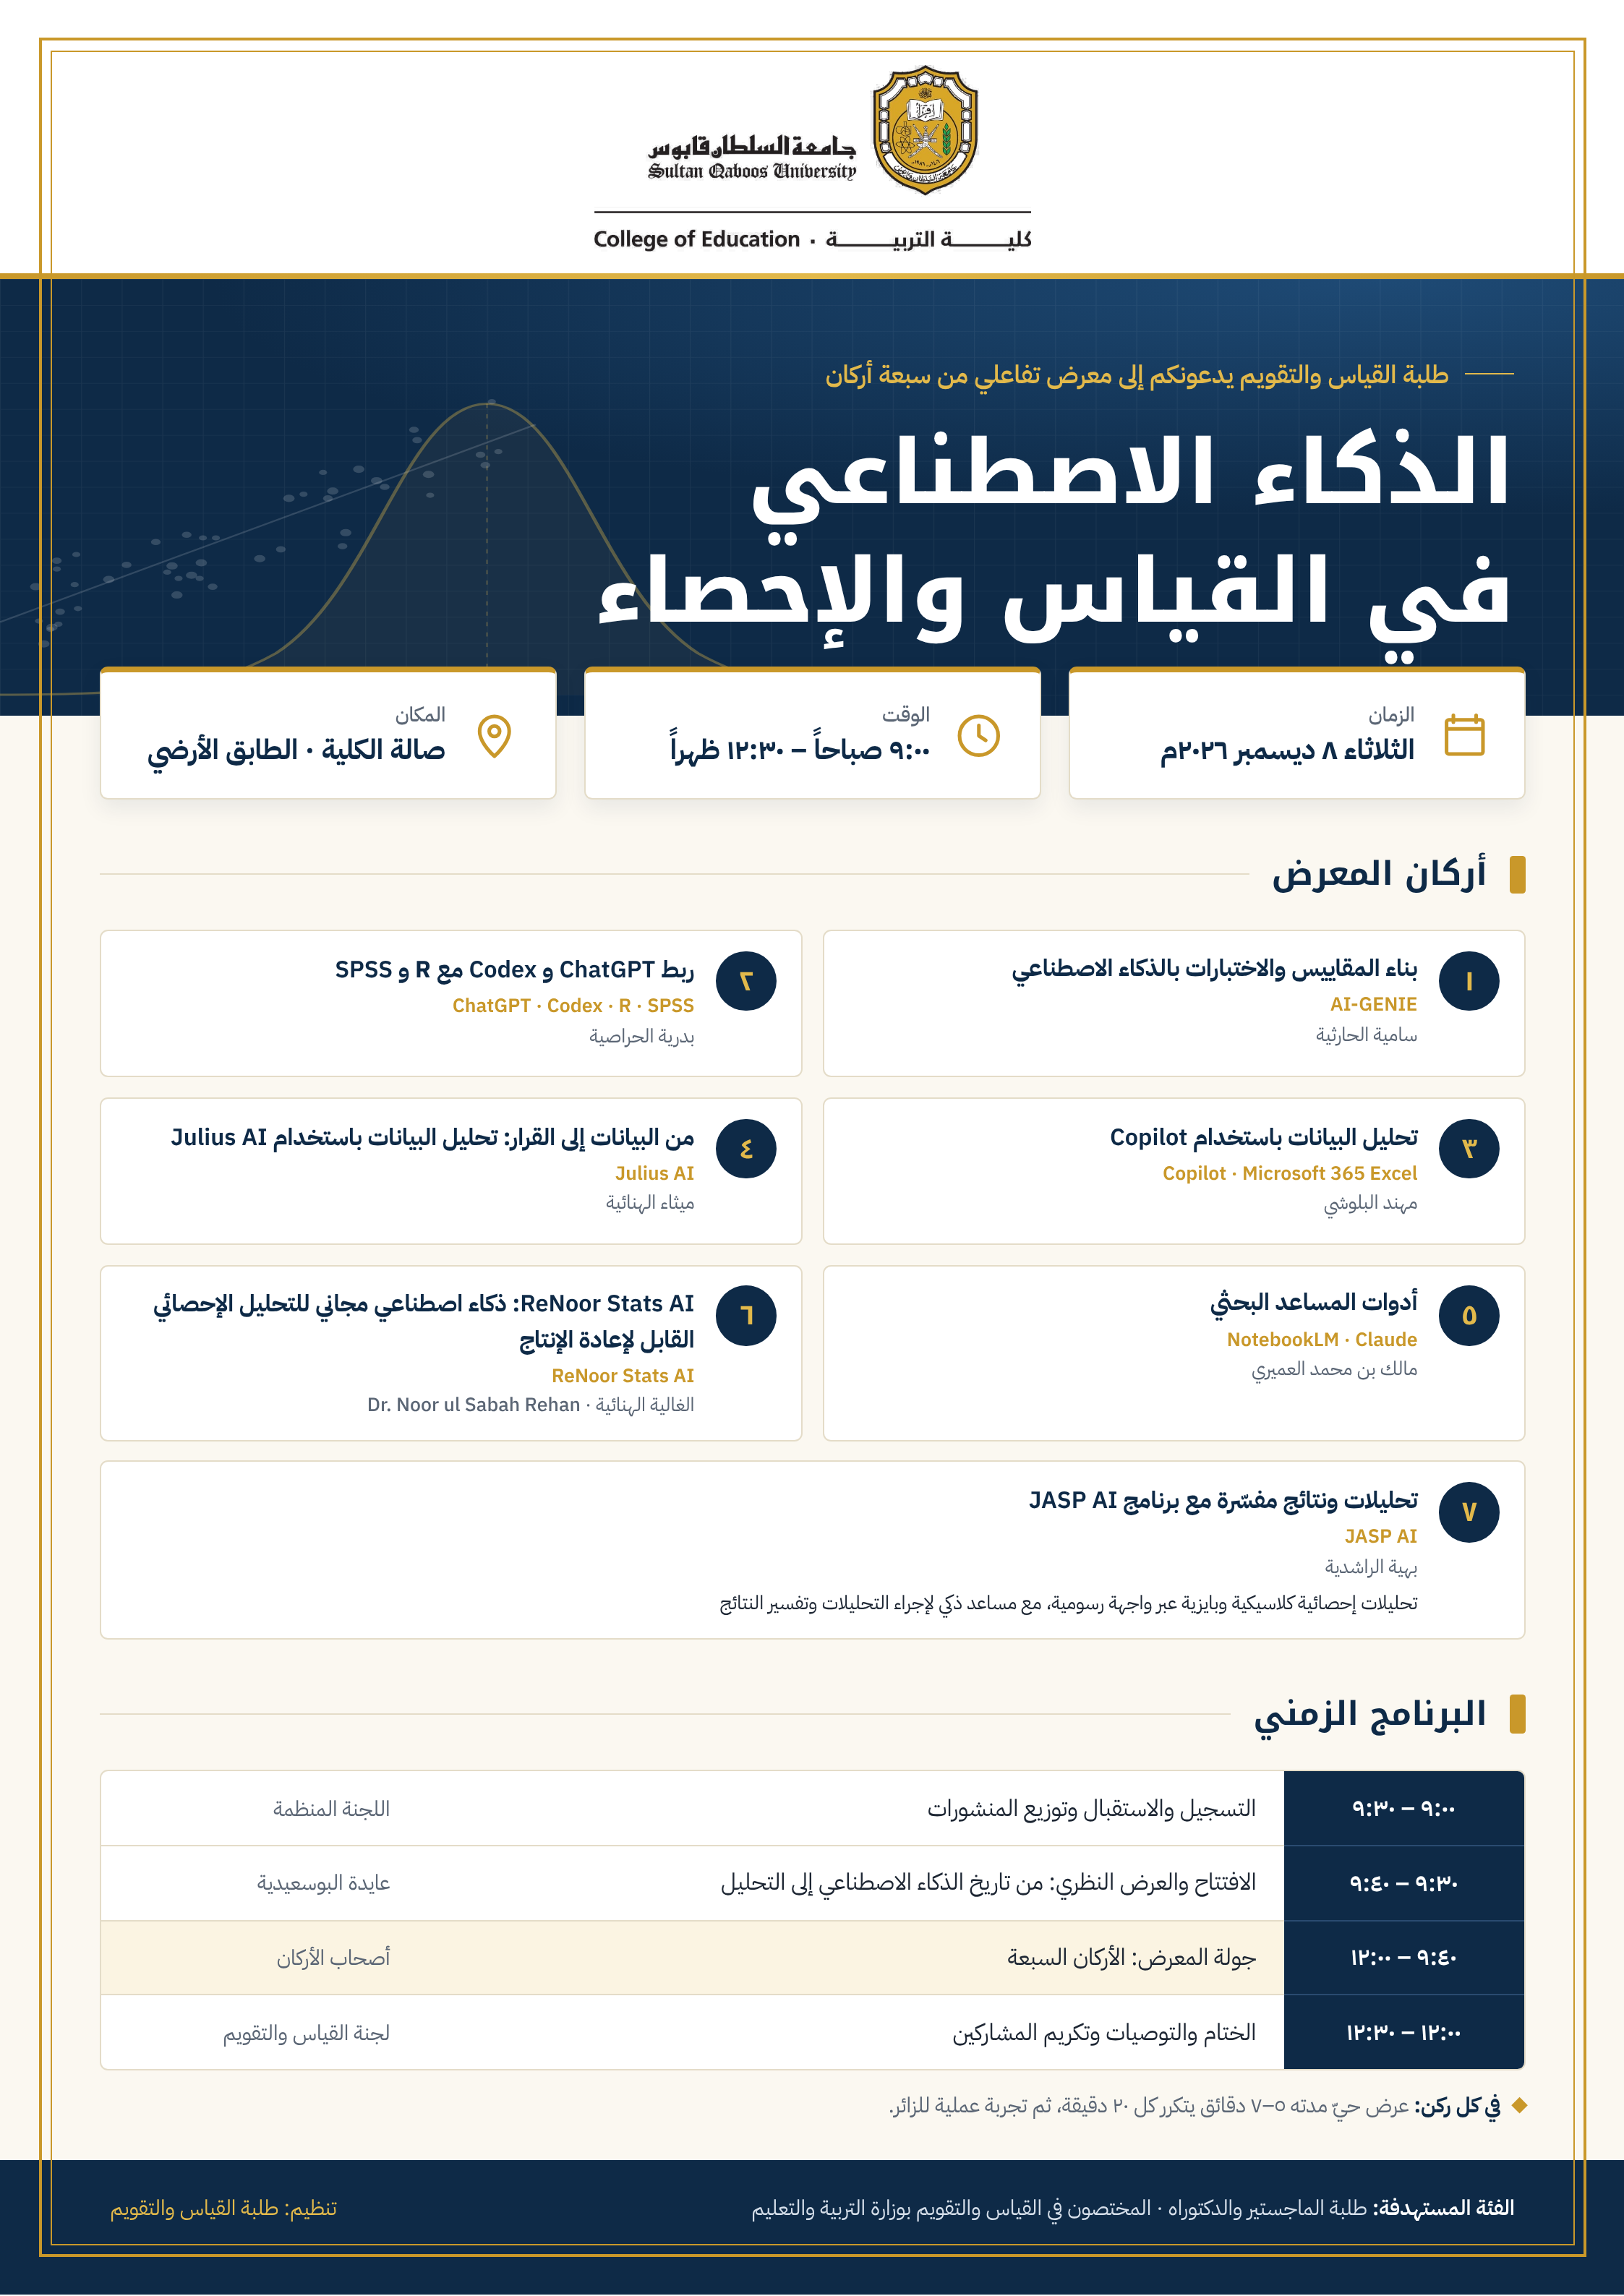 جامعة السلطان قابوس
Sultan Qaboos University
كليــــــة التربيــــــة · College of Education
طلبة القياس والتقويم يدعونكم إلى معرض تفاعلي من سبعة أركان
الذكاء الاصطناعي
في القياس والإحصاء
الزمان
الثلاثاء ٨ ديسمبر ٢٠٢٦م
الوقت
٩:٠٠ صباحاً – ١٢:٣٠ ظهراً
المكان
صالة الكلية · الطابق الأرضي
أركان المعرض
١
بناء المقاييس والاختبارات بالذكاء الاصطناعي
AI-GENIE
سامية الحارثية
٢
ربط ChatGPT و Codex مع R و SPSS
ChatGPT · Codex · R · SPSS
بدرية الحراصية
٣
تحليل البيانات باستخدام Copilot
Copilot · Microsoft 365 Excel
مهند البلوشي
٤
من البيانات إلى القرار: تحليل البيانات باستخدام Julius AI
Julius AI
ميثاء الهنائية
٥
أدوات المساعد البحثي
NotebookLM · Claude
مالك بن محمد العميري
٦
ReNoor Stats AI: ذكاء اصطناعي مجاني للتحليل الإحصائي
القابل لإعادة الإنتاج
ReNoor Stats AI
الغالية الهنائية · Dr. Noor ul Sabah Rehan
٧
تحليلات ونتائج مفسّرة مع برنامج JASP AI
JASP AI
بهية الراشدية
تحليلات إحصائية كلاسيكية وبايزية عبر واجهة رسومية، مع مساعد ذكي لإجراء التحليلات وتفسير النتائج
البرنامج الزمني
٩:٠٠ – ٩:٣٠ التسجيل والاستقبال وتوزيع المنشورات اللجنة المنظمة
٩:٣٠ – ٩:٤٠ الافتتاح والعرض النظري: من تاريخ الذكاء الاصطناعي إلى التحليل عايدة البوسعيدية
٩:٤٠ – ١٢:٠٠ جولة المعرض: الأركان السبعة أصحاب الأركان
١٢:٠٠ – ١٢:٣٠ الختام والتوصيات وتكريم المشاركين لجنة القياس والتقويم
في كل ركن: عرض حيّ مدته ٥–٧ دقائق يتكرر كل ٢٠ دقيقة، ثم تجربة عملية للزائر.
الفئة المستهدفة: طلبة الماجستير والدكتوراه · المختصون في القياس والتقويم بوزارة التربية والتعليم
تنظيم: طلبة القياس والتقويم